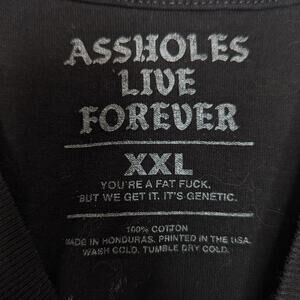 ASSHOLES
LIVE
FOREVER
XXL
YOU'RE A FAT FUCK.
BUT WE GET IT. IT'S GENETIC.
100% COTTON
MADE IN HONDURAS. PRINTED IN THE USA.
WASH COLD. TUMBLE DRY COLD.